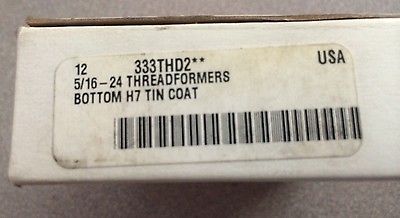 12 333THD2** USA
5/16-24 THREADFORMERS
BOTTOM H7 TIN COAT